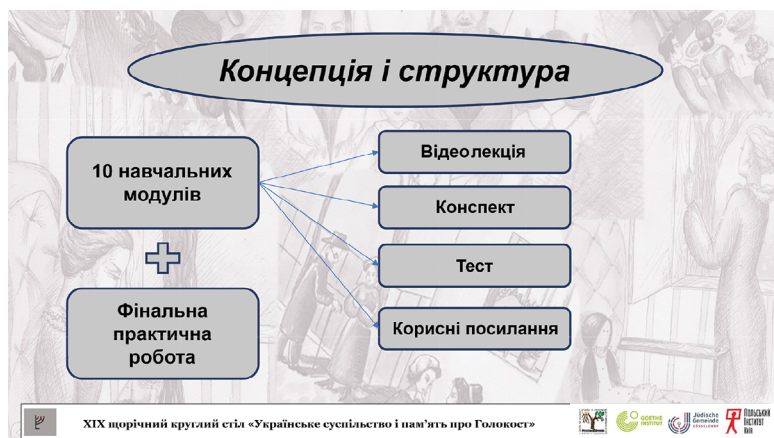 Концепція і структура
10 навчальних
модулів
Фінальна
практична
робота
Відеолекція
Конспект
Тест
Корисні посилання
XIX щорічний круглий стіл «Українське суспільство і пам’ять про Голокост»
GOETHE
INSTITUT
Jüdische
Gemeinde
DÜSSELDORF
Польський
Інститут
Київ